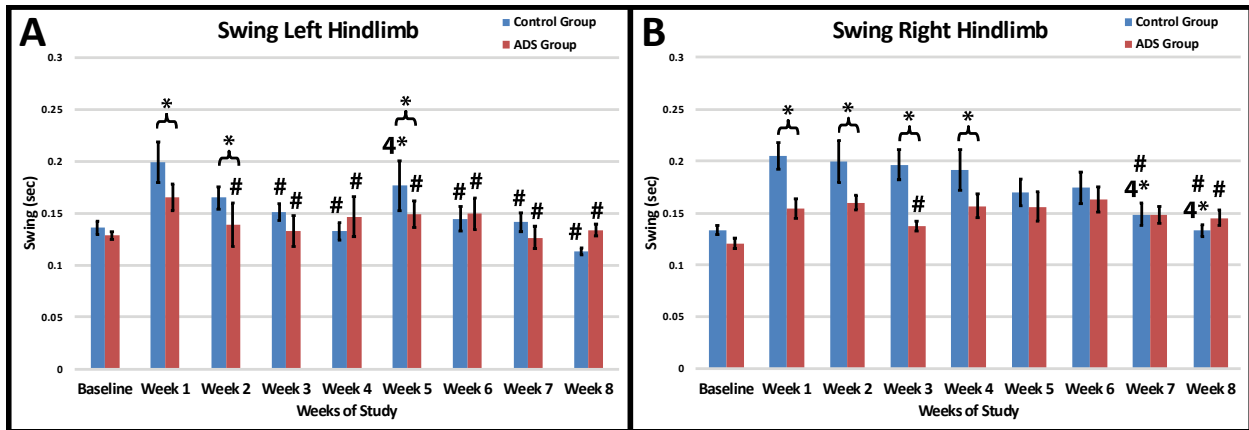 A
Swing Left Hindlimb
Control Group
ADS Group
0.3
0.25
0.2
0.15
0.1
0.05
0
Swing (sec)
*
*
*
4*
# # # # # # # # # # # # #
Baseline Week 1 Week 2 Week 3 Week 4 Week 5 Week 6 Week 7 Week 8
Weeks of Study
B
Swing Right Hindlimb
Control Group
ADS Group
0.3
0.25
0.2
0.15
0.1
0.05
0
Swing (sec)
* * * *
#
#
4*
# #
4*
Baseline Week 1 Week 2 Week 3 Week 4 Week 5 Week 6 Week 7 Week 8
Weeks of Study